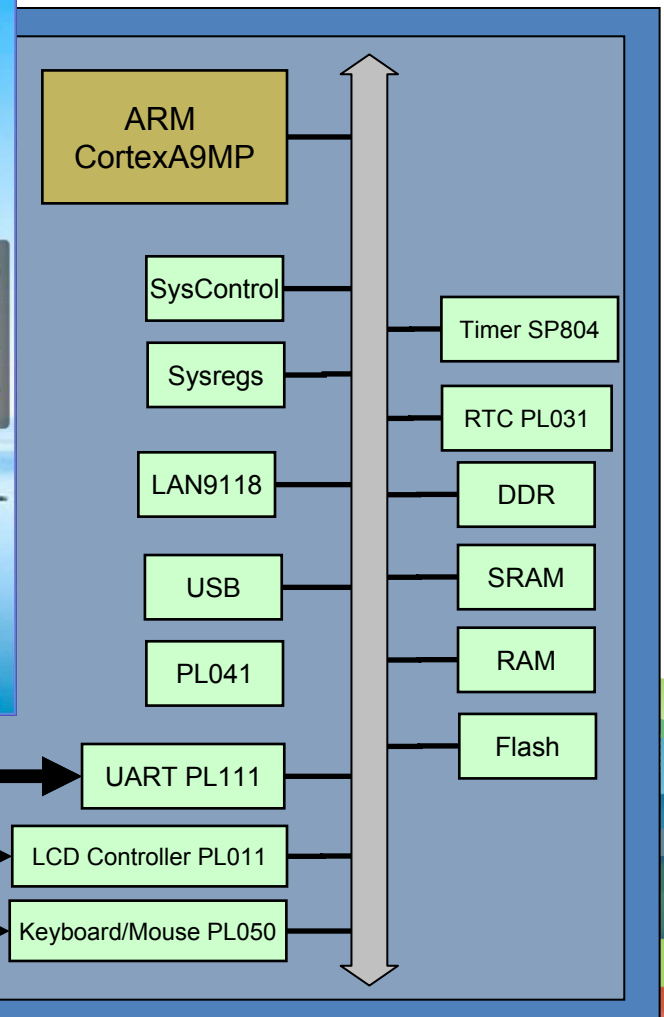 ARM
CortexA9MP
SysControl
Sysregs
LAN9118
USB
PL041
UART PL111
LCD Controller PL011
Keyboard/Mouse PL050
Timer SP804
RTC PL031
DDR
SRAM
RAM
Flash